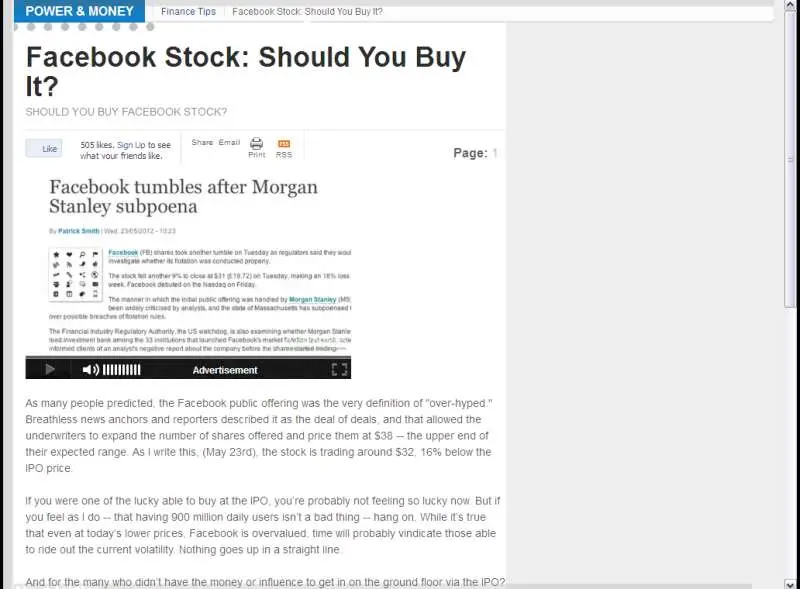 POWER & MONEY
Finance Tips
Facebook Stock: Should You Buy It?
Facebook Stock: Should You Buy
It?
SHOULD YOU BUY FACEBOOK STOCK?
Like
505 likes. Sign Up to see
what your friends like.
Share Email
Print
RSS
RSS
Page: 1
Facebook tumbles after Morgan
Stanley subpoena
By Patrick Smith | Wed, 23/05/2012 - 10:23
Facebook (FB) shares took another tumble on Tuesday as regulators said they woul
investigate whether its flotation was conducted properly.
The stock fell another 9% to close at $31 (£19.72) on Tuesday, making an 18% loss
week. Facebook debuted on the Nasdaq on Friday.
The manner in which the initial public offering was handled by Morgan Stanley (MS
been widely criticised by analysts, and the state of Massachusetts has subpoenaed
over possible breaches of flotation rules.
The Financial Industry Regulatory Authority, the US watchdog, is also examining whether Morgan Stanle
investment bank among the 33 institutions that launched Facebook's market
informed clients of an analyst's negative report about the company before the shares started trading
Advertisement
As many people predicted, the Facebook public offering was the very definition of "over-hyped."
Breathless news anchors and reporters described it as the deal of deals, and that allowed the
underwriters to expand the number of shares offered and price them at $38 -- the upper end of
their expected range. As I write this, (May 23rd), the stock is trading around $32, 16% below the
IPO price.
If you were one of the lucky able to buy at the IPO, you're probably not feeling so lucky now. But if
you feel as I do -- that having 900 million daily users isn't a bad thing -- hang on. While it's true
that even at today's lower prices, Facebook is overvalued, time will probably vindicate those able
to ride out the current volatility. Nothing goes up in a straight line.
And for the many who didn't have the money or influence to get in on the ground floor via the IPO?